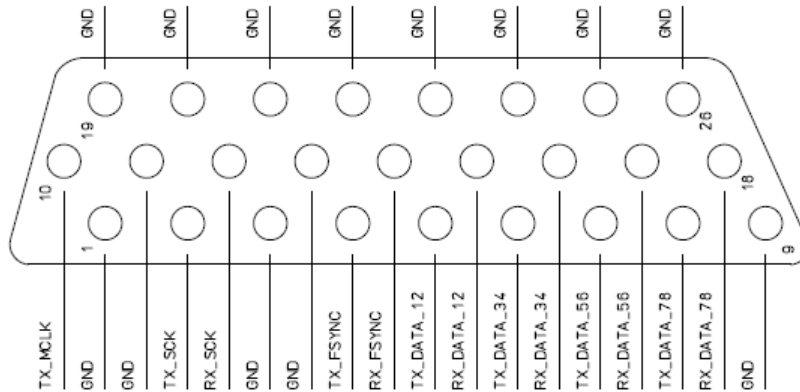 GND
GND
GND
GND
GND
GND
GND
GND
19
26
10
18
1
9
TX_MCLK
GND
GND
TX_SCK
RX_SCK
GND
GND
TX_FSYNC
RX_FSYNC
TX_DATA_12
RX_DATA_12
TX_DATA_34
RX_DATA_34
TX_DATA_56
RX_DATA_56
TX_DATA_78
RX_DATA_78
GND